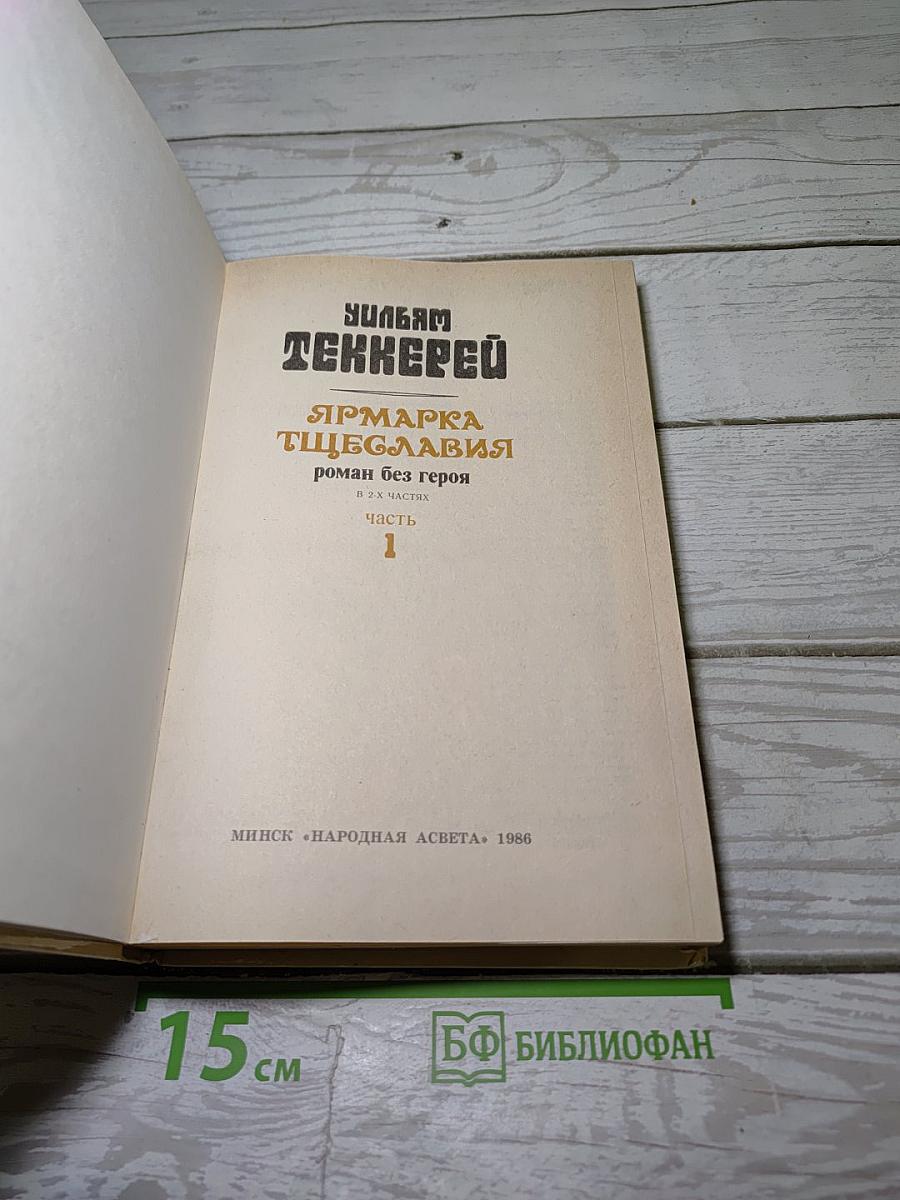 УИЛЬЯМ
ТЕККЕРЕЙ
ЯРМАРКА
ТЩЕСЛАВИЯ
роман без героя
В 2-Х ЧАСТЯХ
часть
1
МИНСК «НАРОДНАЯ АСВЕТА» 1986
15 см
БФ БИБЛИОФАН